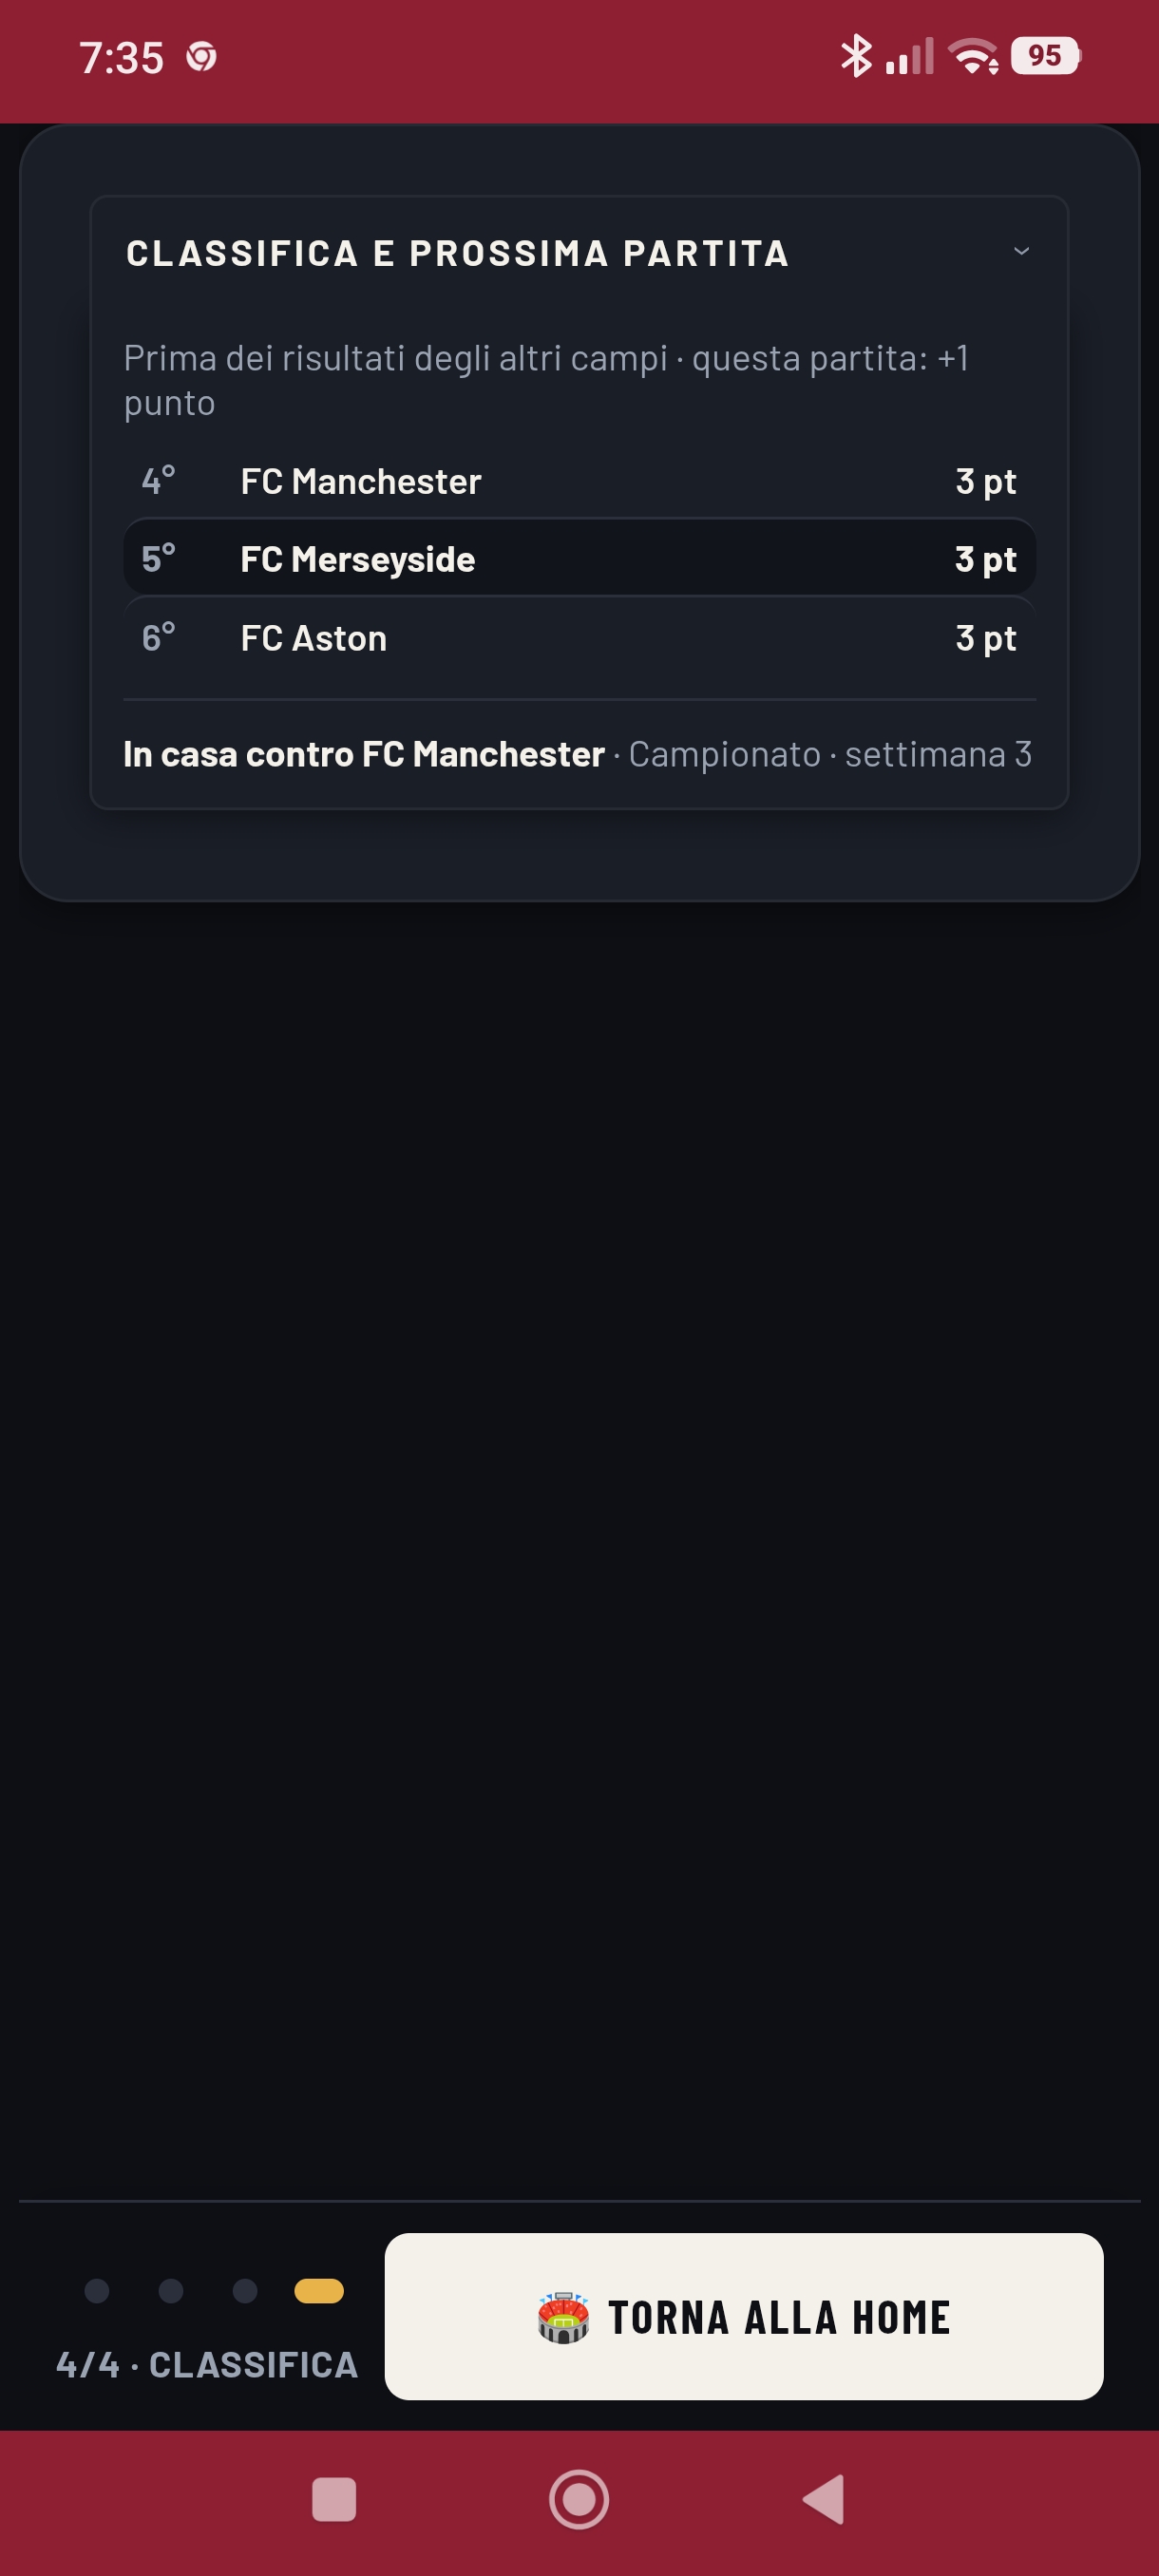 7:35
95
CLASSIFICA E PROSSIMA PARTITA
Prima dei risultati degli altri campi · questa partita: +1
punto
4° FC Manchester 3 pt
5° FC Merseyside 3 pt
6° FC Aston 3 pt
In casa contro FC Manchester · Campionato · settimana 3
TORNA ALLA HOME
4/4 · CLASSIFICA